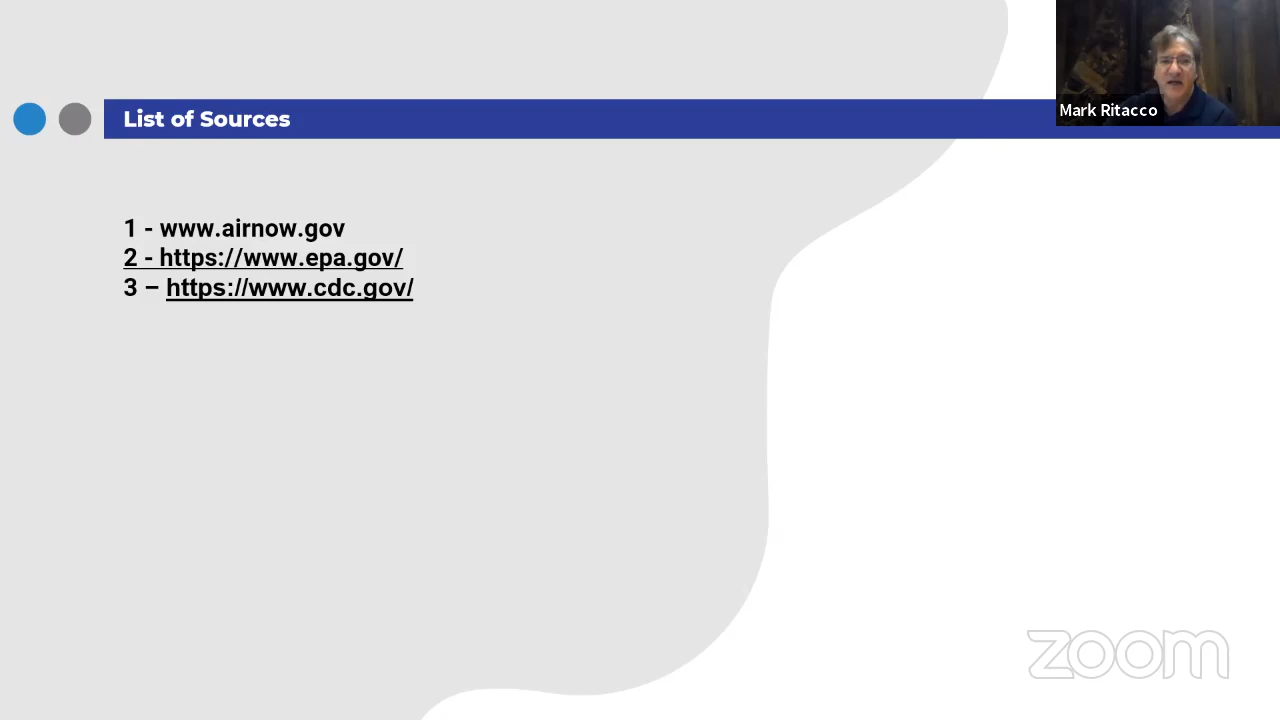 List of Sources
Mark Ritacco
1 - www.airnow.gov
2 - https://www.epa.gov/
3 – https://www.cdc.gov/
zoom